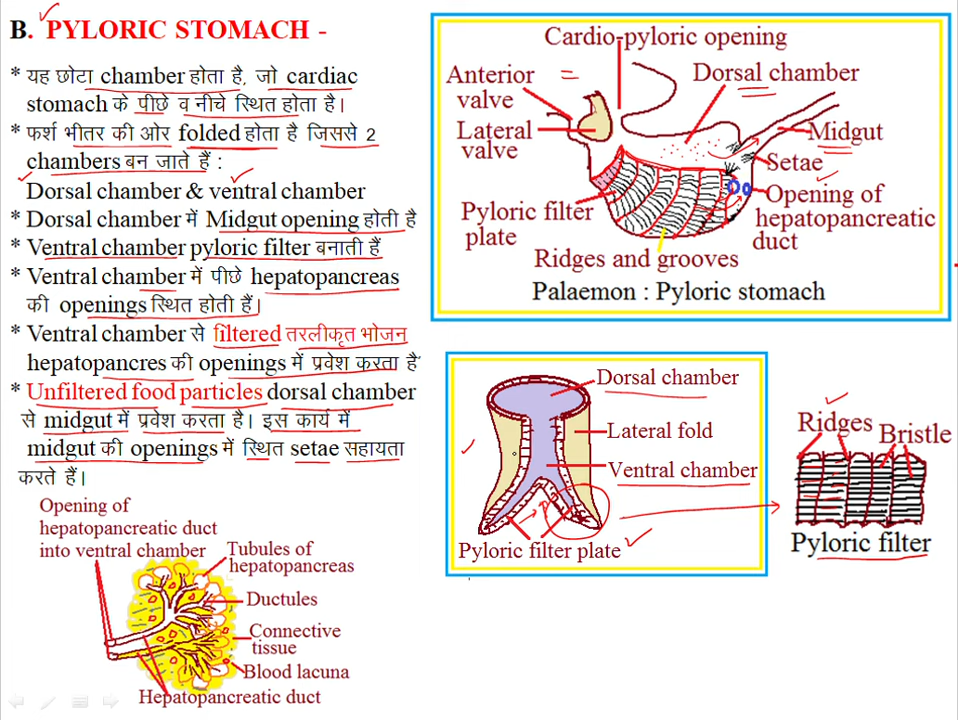 B. PYLORIC STOMACH -
* यह छोटा chamber होता है, जो cardiac
stomach के पीछे व नीचे स्थित होता है।
* फर्श भीतर की ओर folded होता है जिससे 2
chambers बन जाते हैं :
Dorsal chamber & ventral chamber
* Dorsal chamber में Midgut opening होती है
* Ventral chamber pyloric filter बनाती हैं
* Ventral chamber में पीछे hepatopancreas
की openings स्थित होती हैं।
* Ventral chamber से filtered तरलीकृत भोजन
hepatopancres की openings में प्रवेश करता है
* Unfiltered food particles dorsal chamber
से midgut में प्रवेश करता है। इस कार्य में
midgut की openings में स्थित setae सहायता
करते हैं।
Opening of
hepatopancreatic duct
into ventral chamber
Tubules of
hepatopancreas
Ductules
Connective
tissue
Blood lacuna
Hepatopancreatic duct
Cardio-pyloric opening
Anterior
valve
Dorsal chamber
Lateral
valve
Midgut
Setae
Opening of
hepatopancreatic
duct
Pyloric filter
plate
Ridges and grooves
Palaemon : Pyloric stomach
Dorsal chamber
Lateral fold
Ventral chamber
Pyloric filter plate
Ridges
Bristle
Pyloric filter